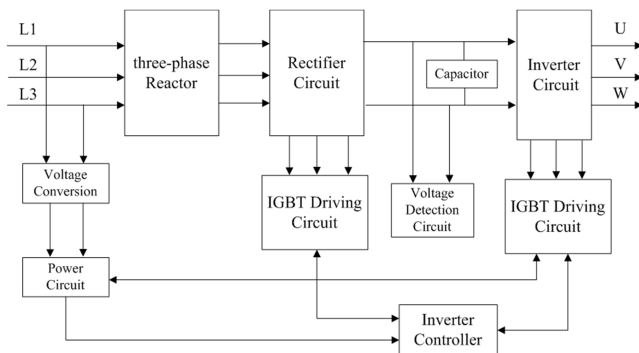 L1
L2
L3
three-phase
Reactor
Rectifier
Circuit
Capacitor
Inverter
Circuit
U
V
W
Voltage
Conversion
IGBT Driving
Circuit
Voltage
Detection
Circuit
IGBT Driving
Circuit
Power
Circuit
Inverter
Controller